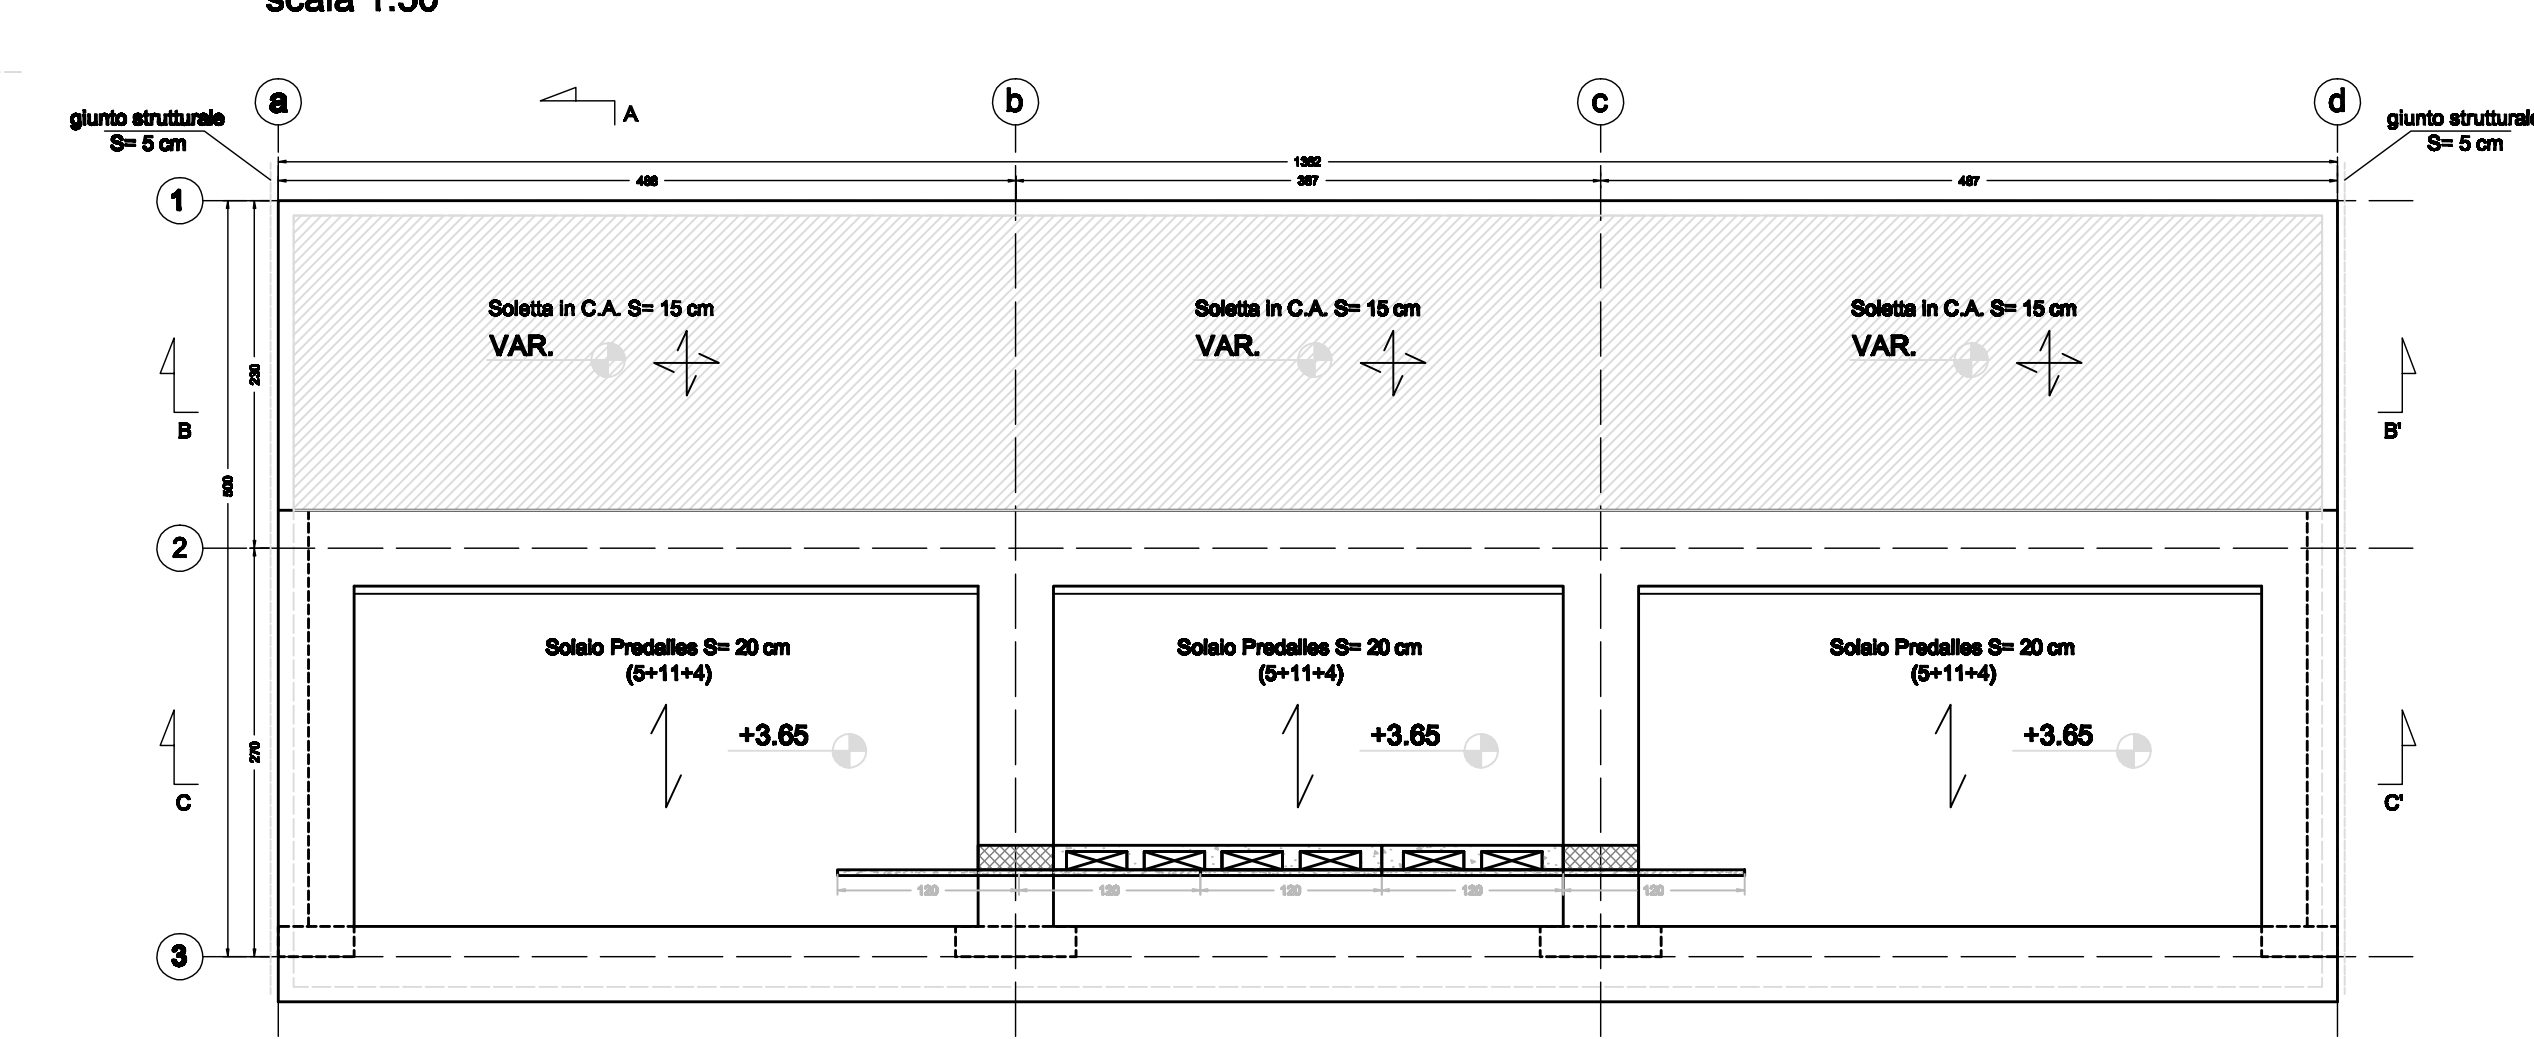 scala 1:50
a
b
c
d
A
giunto strutturale
S= 5 cm
giunto strutturale
S= 5 cm
1362
488
387
487
1
Soletta in C.A. S= 15 cm
VAR.
Soletta in C.A. S= 15 cm
VAR.
Soletta in C.A. S= 15 cm
VAR.
230
B
B'
500
2
Solaio Predalles S= 20 cm
(5+11+4)
+3.65
Solaio Predalles S= 20 cm
(5+11+4)
+3.65
Solaio Predalles S= 20 cm
(5+11+4)
+3.65
270
C
C'
120
120
120
120
120
3